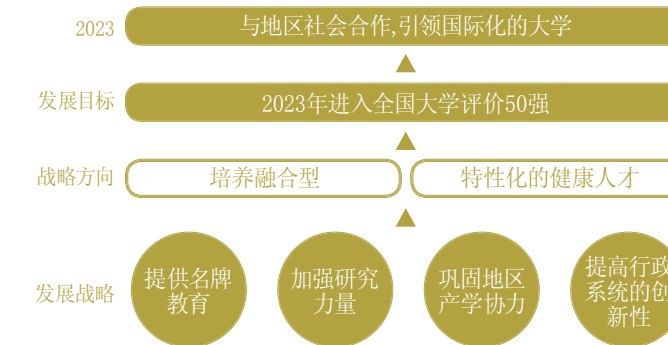 2023
与地区社会合作,引领国际化的大学
发展目标
2023年进入全国大学评价50强
战略方向
培养融合型
特性化的健康人才
发展战略
提供名牌
教育
加强研究
力量
巩固地区
产学协力
提高行政
系统的创
新性